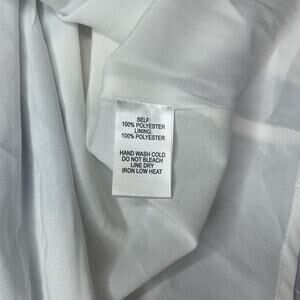 SELF:
100% POLYESTER
LINING:
100% POLYESTER
HAND WASH COLD
DO NOT BLEACH
LINE DRY
IRON LOW HEAT